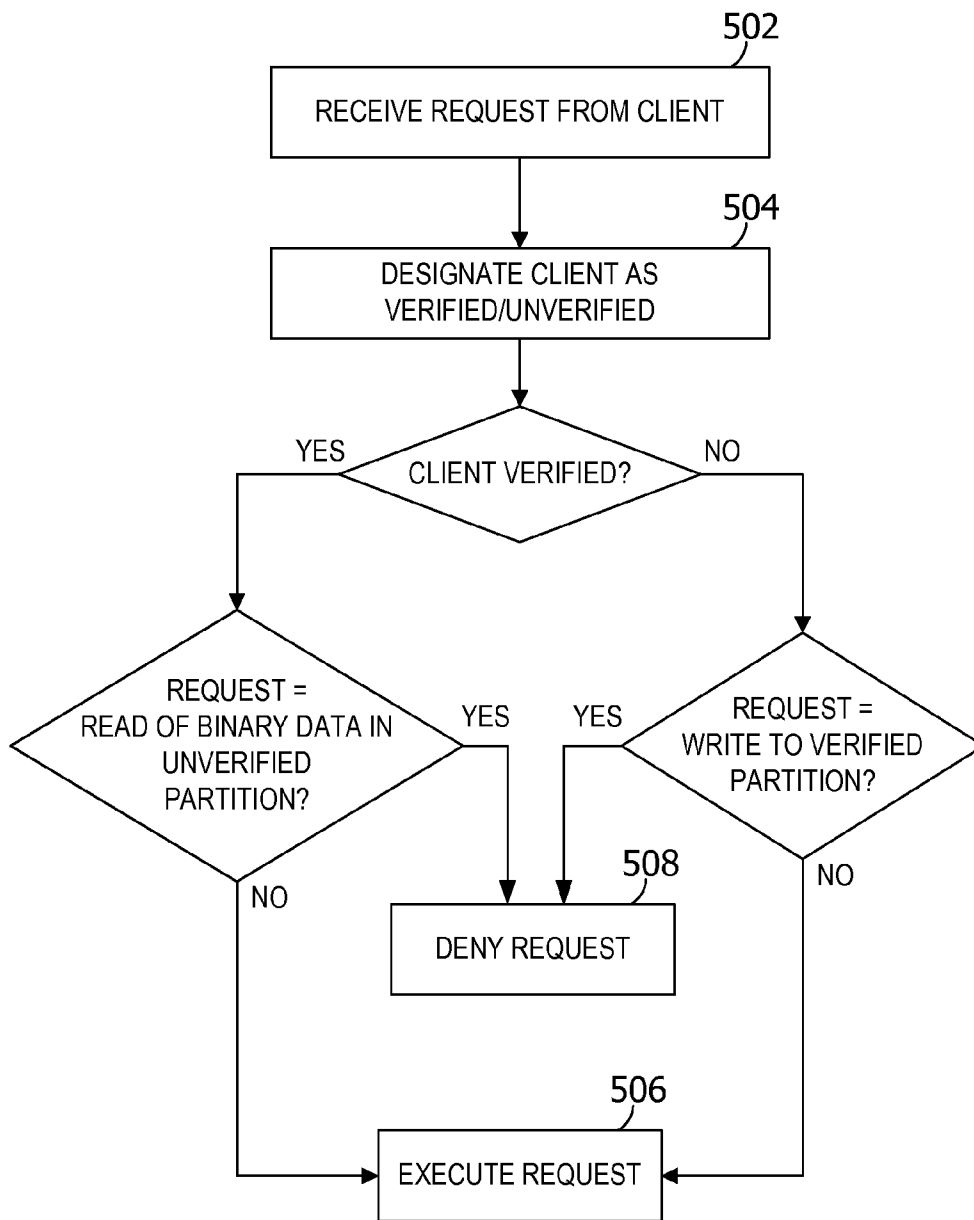 502
RECEIVE REQUEST FROM CLIENT
504
DESIGNATE CLIENT AS
VERIFIED/UNVERIFIED
YES
NO
CLIENT VERIFIED?
REQUEST =
READ OF BINARY DATA IN
UNVERIFIED
PARTITION?
YES
YES
REQUEST =
WRITE TO VERIFIED
PARTITION?
NO
508
NO
DENY REQUEST
506
EXECUTE REQUEST